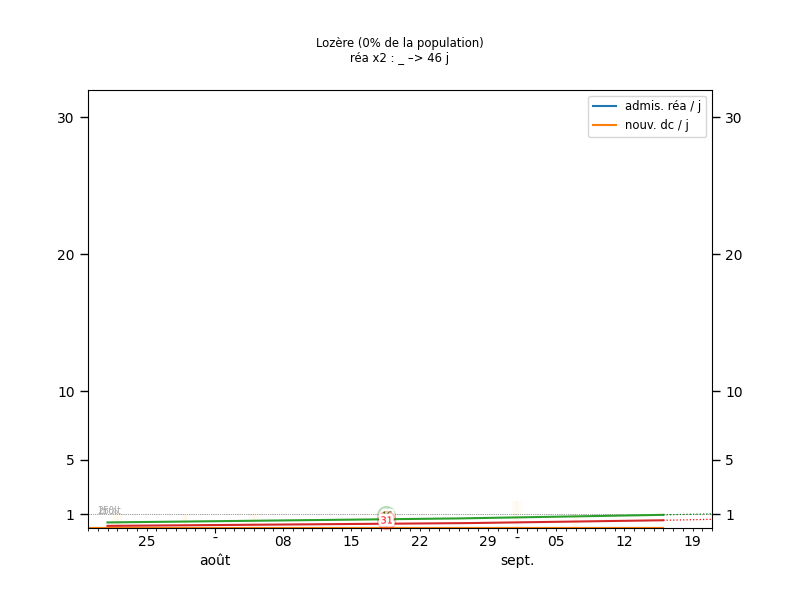 Lozère (0% de la population)
réa x2 : _ –> 46 j
admis. réa / j
nouv. dc / j
30 30
20 20
10 10
5 5
1 31 1
25 - 08 15 22 29 - 05 12 19
août sept.